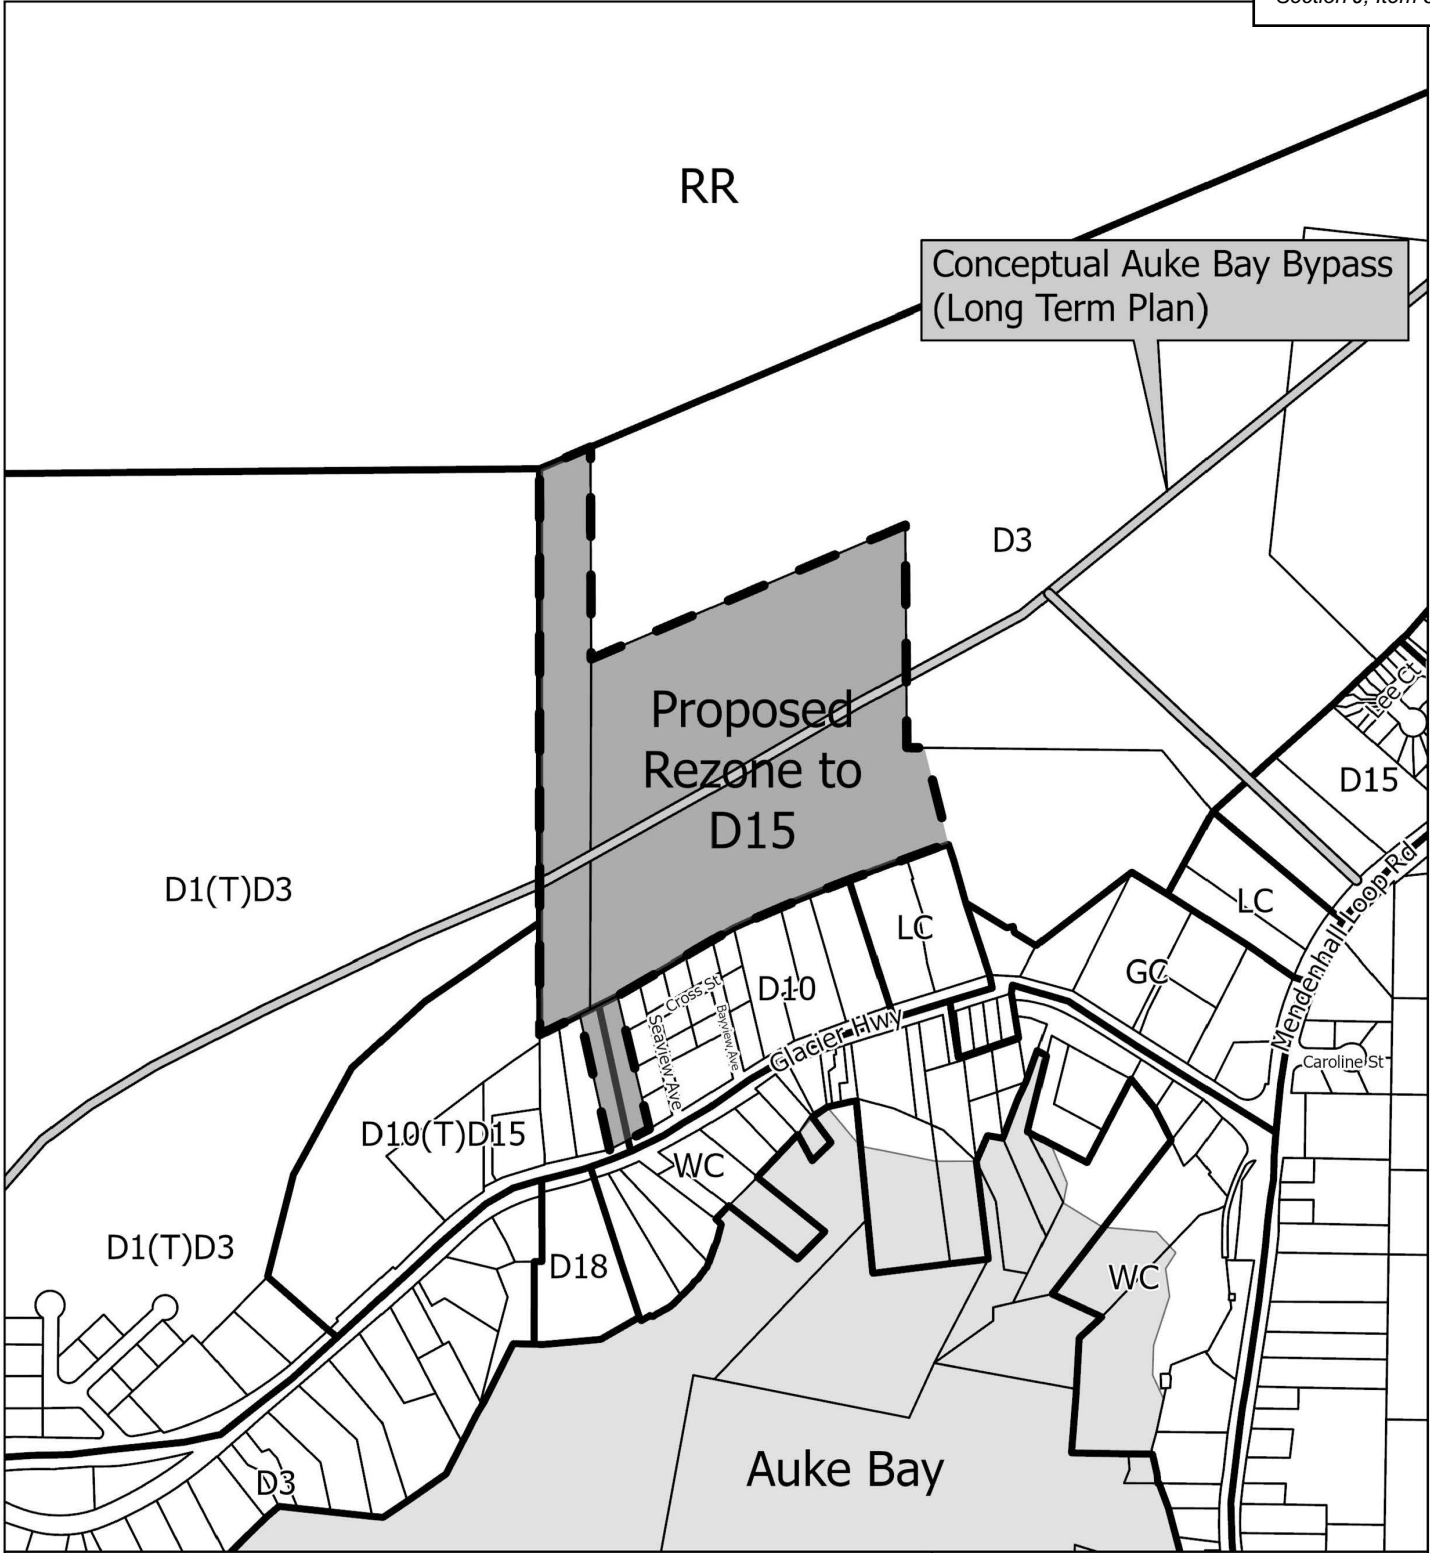 Section J, Item
RR
Conceptual Auke Bay Bypass
(Long Term Plan)
D3
Proposed
Rezone to
D15
Lee Ct
D15
D1(T)D3
LC
LC
Mendenhall Loop Rd
GC
D10
Cross St
Bayview Ave
Seaview Ave
Glacier Hwy
Caroline St
D10(T)D15
WC
D1(T)D3
D18
WC
Auke Bay
D3